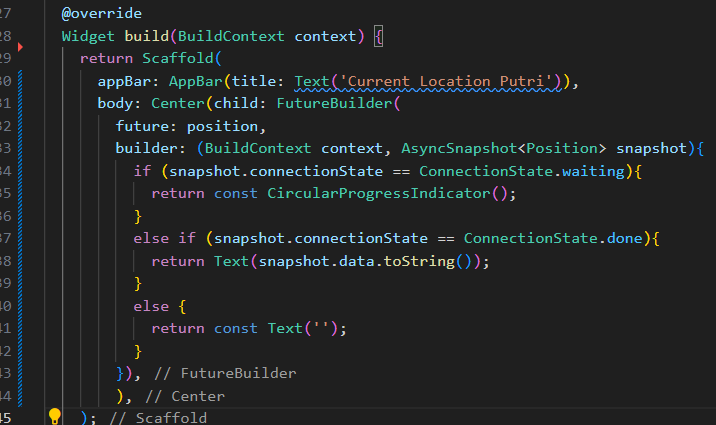 27 @override
28 Widget build(BuildContext context) {
29 return Scaffold(
30 appBar: AppBar(title: Text('Current Location Putri')),
31 body: Center(child: FutureBuilder(
32 future: position,
33 builder: (BuildContext context, AsyncSnapshot<Position> snapshot){
34 if (snapshot.connectionState == ConnectionState.waiting){
35 return const CircularProgressIndicator();
36 }
37 else if (snapshot.connectionState == ConnectionState.done){
38 return Text(snapshot.data.toString());
39 }
40 else {
41 return const Text('');
42 }
43 }), // FutureBuilder
44 ), // Center
45 ); // Scaffold